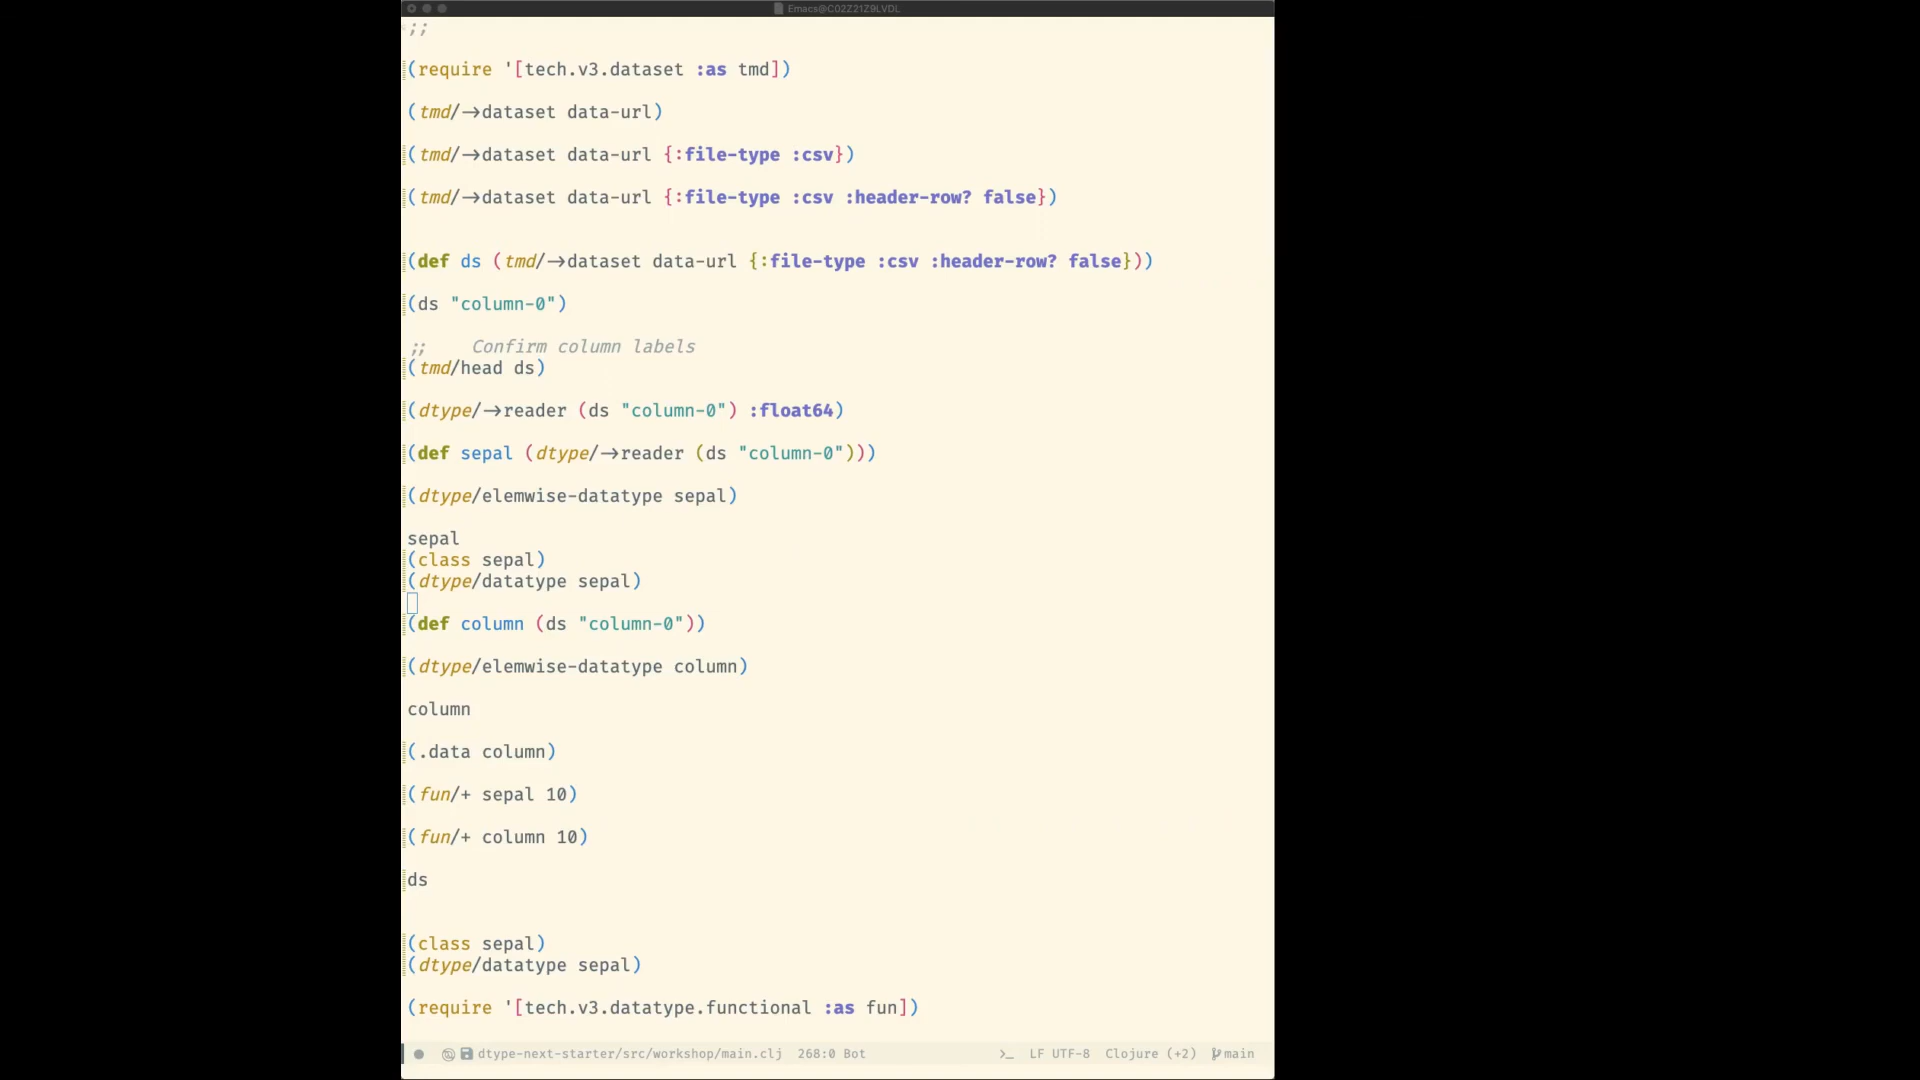 Emacs@C02Z21Z9LVDL
;;
(require '[tech.v3.dataset :as tmd])
(tmd/->dataset data-url)
(tmd/->dataset data-url {:file-type :csv})
(tmd/->dataset data-url {:file-type :csv :header-row? false})
(def ds (tmd/->dataset data-url {:file-type :csv :header-row? false}))
(ds "column-0")
;; Confirm column labels
(tmd/head ds)
(dtype/->reader (ds "column-0") :float64)
(def sepal (dtype/->reader (ds "column-0")))
(dtype/elemwise-datatype sepal)
sepal
(class sepal)
(dtype/datatype sepal)
(def column (ds "column-0"))
(dtype/elemwise-datatype column)
column
(.data column)
(fun/+ sepal 10)
(fun/+ column 10)
ds
(class sepal)
(dtype/datatype sepal)
(require '[tech.v3.datatype.functional :as fun])
dtype-next-starter/src/workshop/main.clj 268:0 Bot >_ LF UTF-8 Clojure (+2) main